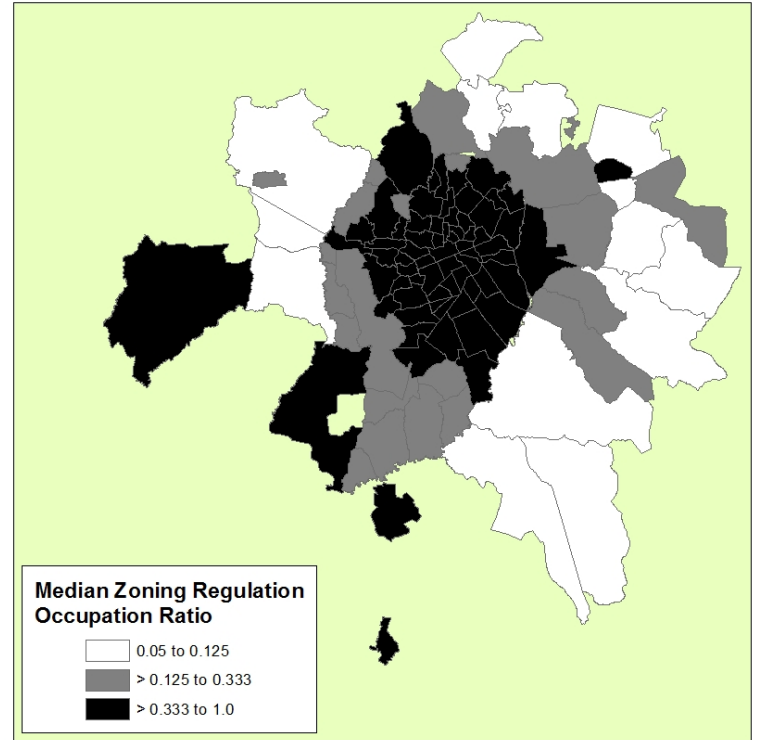 Median Zoning Regulation
Occupation Ratio
0.05 to 0.125
> 0.125 to 0.333
> 0.333 to 1.0